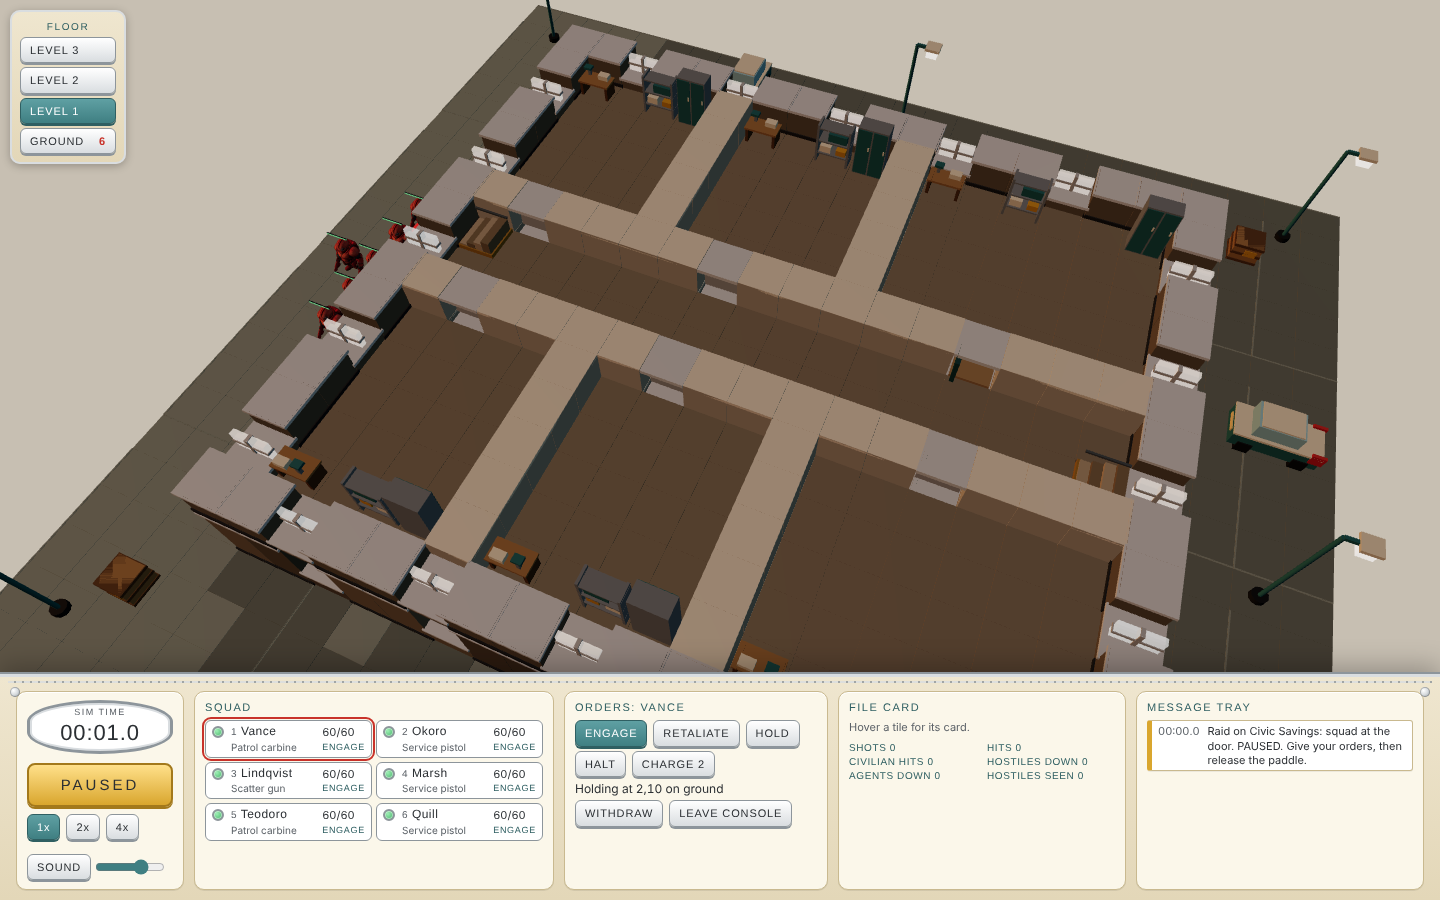 FLOOR
LEVEL 3
LEVEL 2
LEVEL 1
GROUND 6
SIM TIME
00:01.0
PAUSED
1x 2x 4x
SOUND
SQUAD
1 Vance 60/60
Patrol carbine ENGAGE
2 Okoro 60/60
Service pistol ENGAGE
3 Lindqvist 60/60
Scatter gun ENGAGE
4 Marsh 60/60
Service pistol ENGAGE
5 Teodoro 60/60
Patrol carbine ENGAGE
6 Quill 60/60
Service pistol ENGAGE
ORDERS: VANCE
ENGAGE RETALIATE HOLD
HALT CHARGE 2
Holding at 2,10 on ground
WITHDRAW LEAVE CONSOLE
FILE CARD
Hover a tile for its card.
SHOTS 0 HITS 0
CIVILIAN HITS 0 HOSTILES DOWN 0
AGENTS DOWN 0 HOSTILES SEEN 0
MESSAGE TRAY
00:00.0 Raid on Civic Savings: squad at the
door. PAUSED. Give your orders, then
release the paddle.